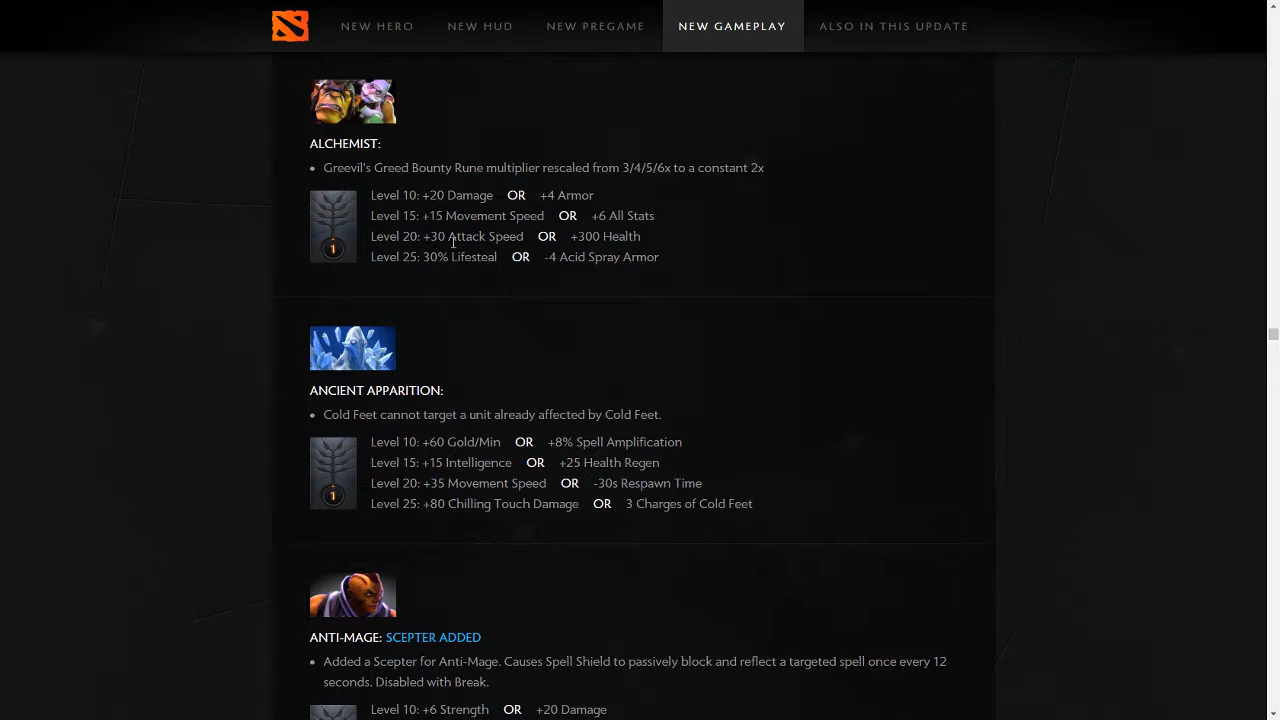 NEW HERO NEW HUD NEW PREGAME NEW GAMEPLAY ALSO IN THIS UPDATE
ALCHEMIST:
• Greevil's Greed Bounty Rune multiplier rescaled from 3/4/5/6x to a constant 2x
Level 10: +20 Damage OR +4 Armor
Level 15: +15 Movement Speed OR +6 All Stats
Level 20: +30 Attack Speed OR +300 Health
Level 25: 30% Lifesteal OR -4 Acid Spray Armor
1
ANCIENT APPARITION:
• Cold Feet cannot target a unit already affected by Cold Feet.
Level 10: +60 Gold/Min OR +8% Spell Amplification
Level 15: +15 Intelligence OR +25 Health Regen
Level 20: +35 Movement Speed OR -30s Respawn Time
Level 25: +80 Chilling Touch Damage OR 3 Charges of Cold Feet
1
ANTI-MAGE: SCEPTER ADDED
• Added a Scepter for Anti-Mage. Causes Spell Shield to passively block and reflect a targeted spell once every 12
seconds. Disabled with Break.
Level 10: +6 Strength OR +20 Damage